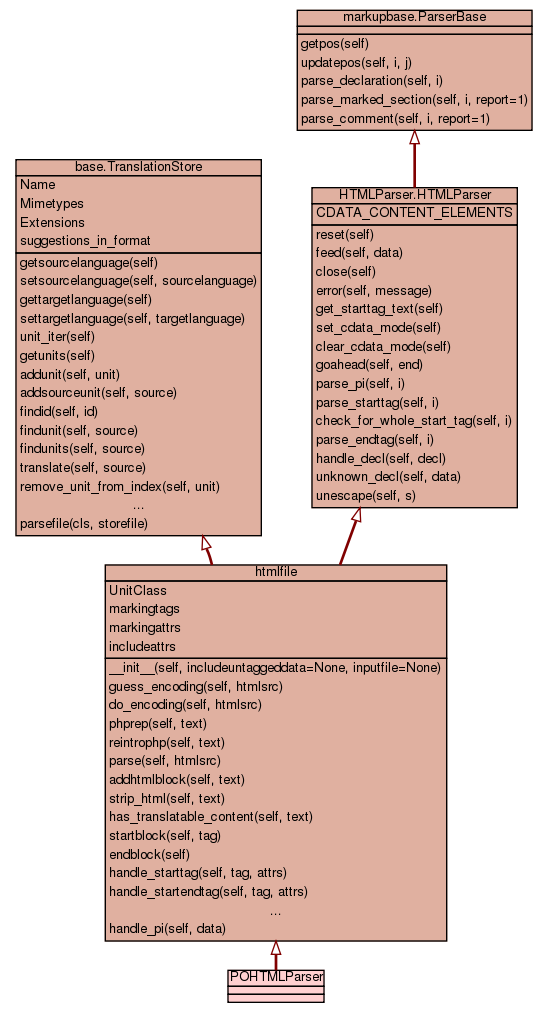 markupbase.ParserBase
getpos(self)
updatepos(self, i, j)
parse_declaration(self, i)
parse_marked_section(self, i, report=1)
parse_comment(self, i, report=1)
base.TranslationStore
Name
Mimetypes
Extensions
suggestions_in_format
getsourcelanguage(self)
setsourcelanguage(self, sourcelanguage)
gettargetlanguage(self)
settargetlanguage(self, targetlanguage)
unit_iter(self)
getunits(self)
addunit(self, unit)
addsourceunit(self, source)
findid(self, id)
findunit(self, source)
findunits(self, source)
translate(self, source)
remove_unit_from_index(self, unit)
...
parsefile(cls, storefile)
HTMLParser.HTMLParser
CDATA_CONTENT_ELEMENTS
reset(self)
feed(self, data)
close(self)
error(self, message)
get_starttag_text(self)
set_cdata_mode(self)
clear_cdata_mode(self)
goahead(self, end)
parse_pi(self, i)
parse_starttag(self, i)
check_for_whole_start_tag(self, i)
parse_endtag(self, i)
handle_decl(self, decl)
unknown_decl(self, data)
unescape(self, s)
htmlfile
UnitClass
markingtags
markingattrs
includeattrs
__init__(self, includeuntaggeddata=None, inputfile=None)
guess_encoding(self, htmlsrc)
do_encoding(self, htmlsrc)
phprep(self, text)
reintrophp(self, text)
parse(self, htmlsrc)
addhtmlblock(self, text)
strip_html(self, text)
has_translatable_content(self, text)
startblock(self, tag)
endblock(self)
handle_starttag(self, tag, attrs)
handle_startendtag(self, tag, attrs)
...
handle_pi(self, data)
POHTMLParser